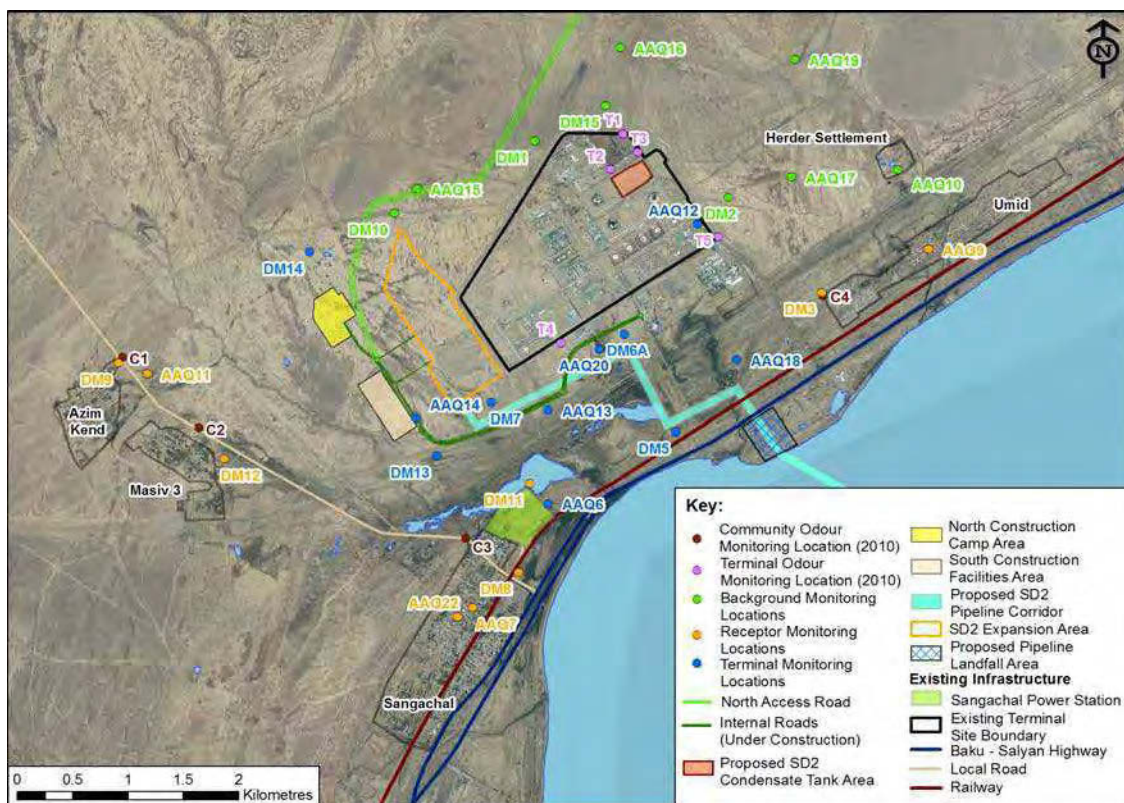 AAQ16
AAQ19
N
DM15
T1
T3
DM1
T2
Herder Settlement
AAQ15
AAQ17
AAQ10
DM10
AAQ12
DM2
Umid
T5
DM14
AAQ9
DM3
C4
T4
DM6A
AAQ20
AAQ18
C1
DM9
AAQ11
Azim
Kend
AAQ14
DM7
AAQ13
C2
DM5
DM12
DM13
Masiv 3
DM11
AAQ6
C3
DM8
AAQ22
AAQ7
Sangachal
0 0.5 1 1.5 2
Kilometres
Key:
Community Odour
Monitoring Location (2010)
Terminal Odour
Monitoring Location (2010)
Background Monitoring
Locations
Receptor Monitoring
Locations
Terminal Monitoring
Locations
North Access Road
Internal Roads
(Under Construction)
Proposed SD2
Condensate Tank Area
North Construction
Camp Area
South Construction
Facilities Area
Proposed SD2
Pipeline Corridor
SD2 Expansion Area
Proposed Pipeline
Landfall Area
Existing Infrastructure
Sangachal Power Station
Existing Terminal
Site Boundary
Baku - Salyan Highway
Local Road
Railway